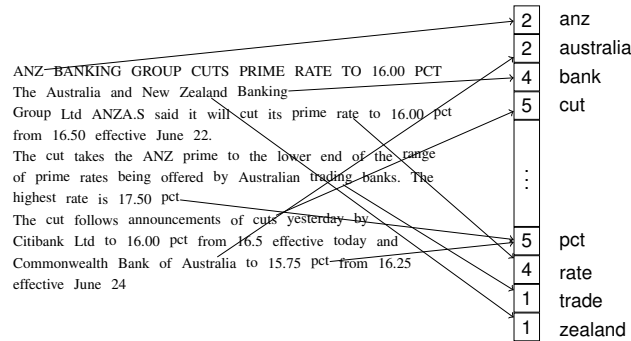 ANZ BANKING GROUP CUTS PRIME RATE TO 16.00 PCT
The Australia and New Zealand Banking
Group Ltd ANZA.S said it will cut its prime rate to 16.00 pct
from 16.50 effective June 22.
The cut takes the ANZ prime to the lower end of the range
of prime rates being offered by Australian trading banks. The
highest rate is 17.50 pct
The cut follows announcements of cuts yesterday by
Citibank Ltd to 16.00 pct from 16.5 effective today and
Commonwealth Bank of Australia to 15.75 pct from 16.25
effective June 24
2 anz
2 australia
4 bank
5 cut
⋮
5 pct
4 rate
1 trade
1 zealand